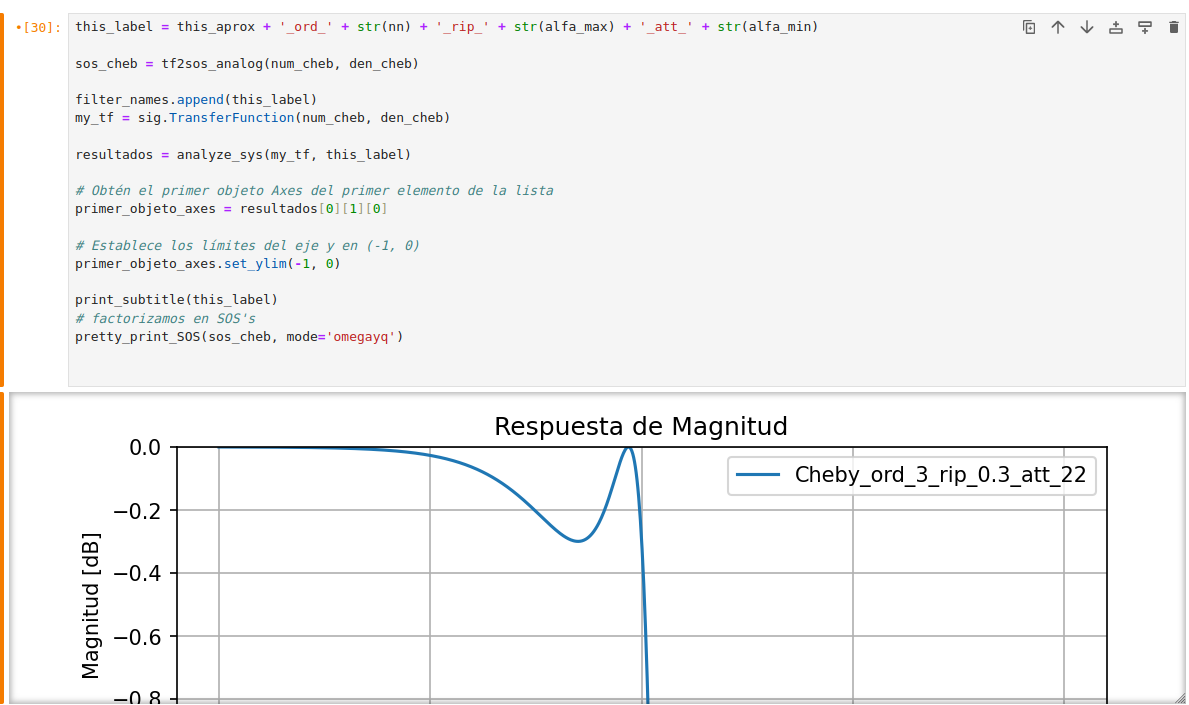 •[30]:
this_label = this_aprox + '_ord_' + str(nn) + '_rip_' + str(alfa_max) + '_att_' + str(alfa_min)
sos_cheb = tf2sos_analog(num_cheb, den_cheb)
filter_names.append(this_label)
my_tf = sig.TransferFunction(num_cheb, den_cheb)
resultados = analyze_sys(my_tf, this_label)
# Obtén el primer objeto Axes del primer elemento de la lista
primer_objeto_axes = resultados[0][1][0]
# Establece los límites del eje y en (-1, 0)
primer_objeto_axes.set_ylim(-1, 0)
print_subtitle(this_label)
# factorizamos en SOS's
pretty_print_SOS(sos_cheb, mode='omegayq')
Respuesta de Magnitud
0.0
Cheby_ord_3_rip_0.3_att_22
−0.2
−0.4
−0.6
−0.8
Magnitud [dB]